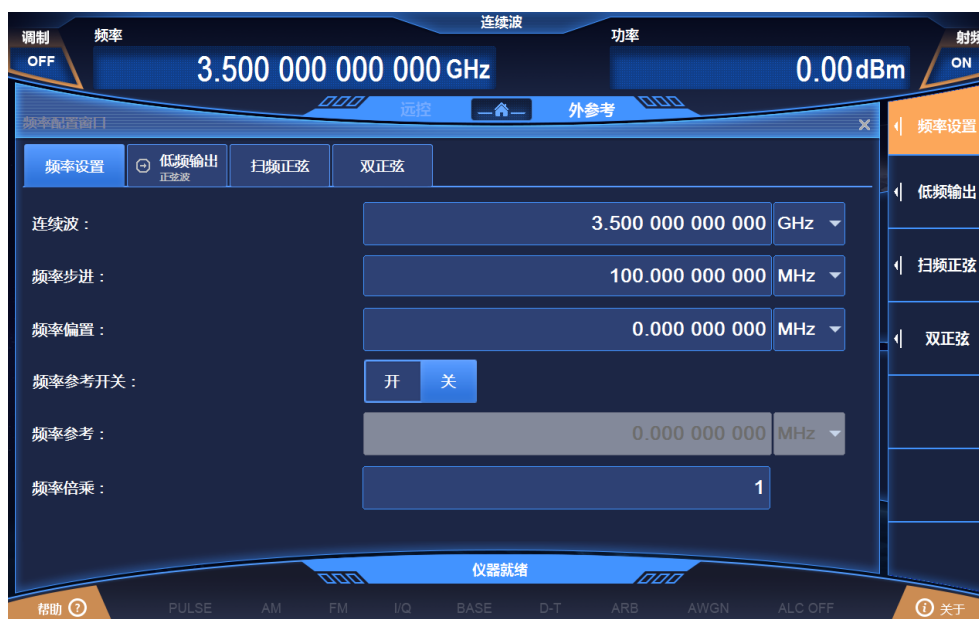 连续波
调制 频率 功率 射频
OFF 3.500 000 000 000 GHz 0.00 dBm ON
远控 外参考
频率配置窗口
频率设置 低频输出 扫频正弦 双正弦
正弦波
连续波： 3.500 000 000 000 GHz
频率步进： 100.000 000 000 MHz
频率偏置： 0.000 000 000 MHz
频率参考开关： 开 关
频率参考： 0.000 000 000 MHz
频率倍乘： 1
频率设置
低频输出
扫频正弦
双正弦
仪器就绪
帮助 PULSE AM FM I/Q BASE D-T ARB AWGN ALC OFF 关于